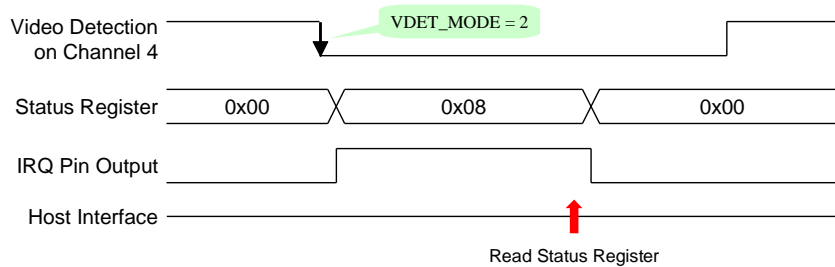 VDET_MODE = 2
Video Detection
on Channel 4
Status Register
0x00
0x08
0x00
IRQ Pin Output
Host Interface
Read Status Register